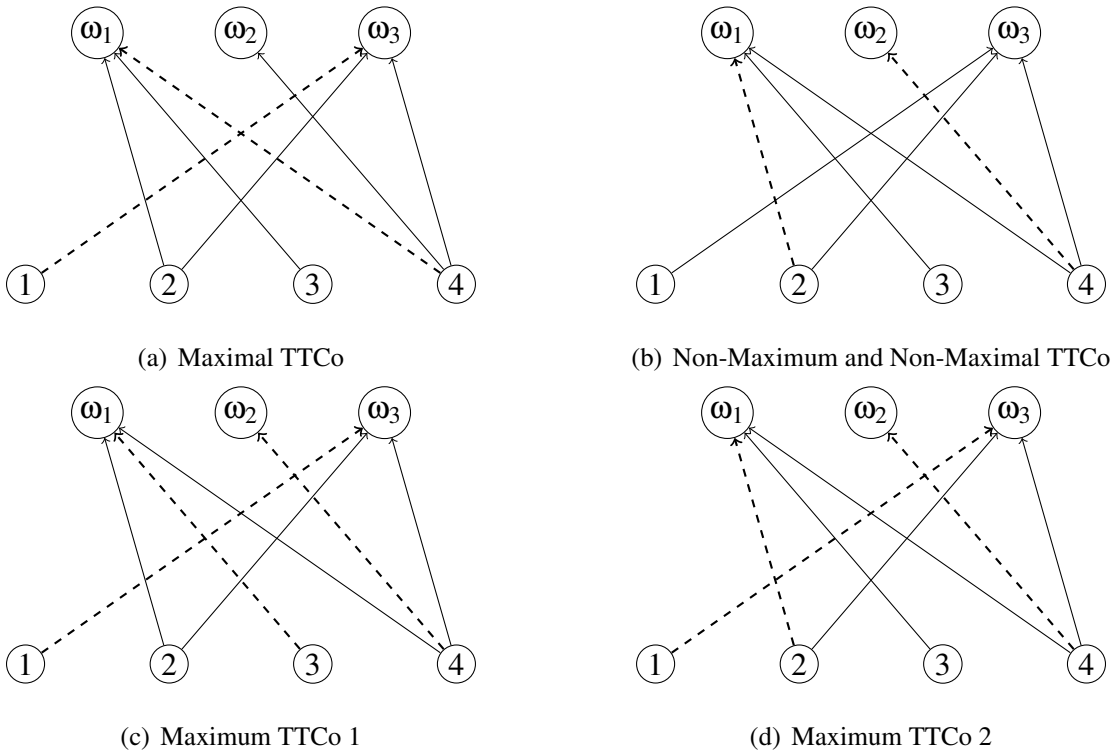 ω1 ω2 ω3 ω1 ω2 ω3
1 2 3 4 1 2 3 4
(a) Maximal TTCo (b) Non-Maximum and Non-Maximal TTCo
ω1 ω2 ω3 ω1 ω2 ω3
1 2 3 4 1 2 3 4
(c) Maximum TTCo 1 (d) Maximum TTCo 2